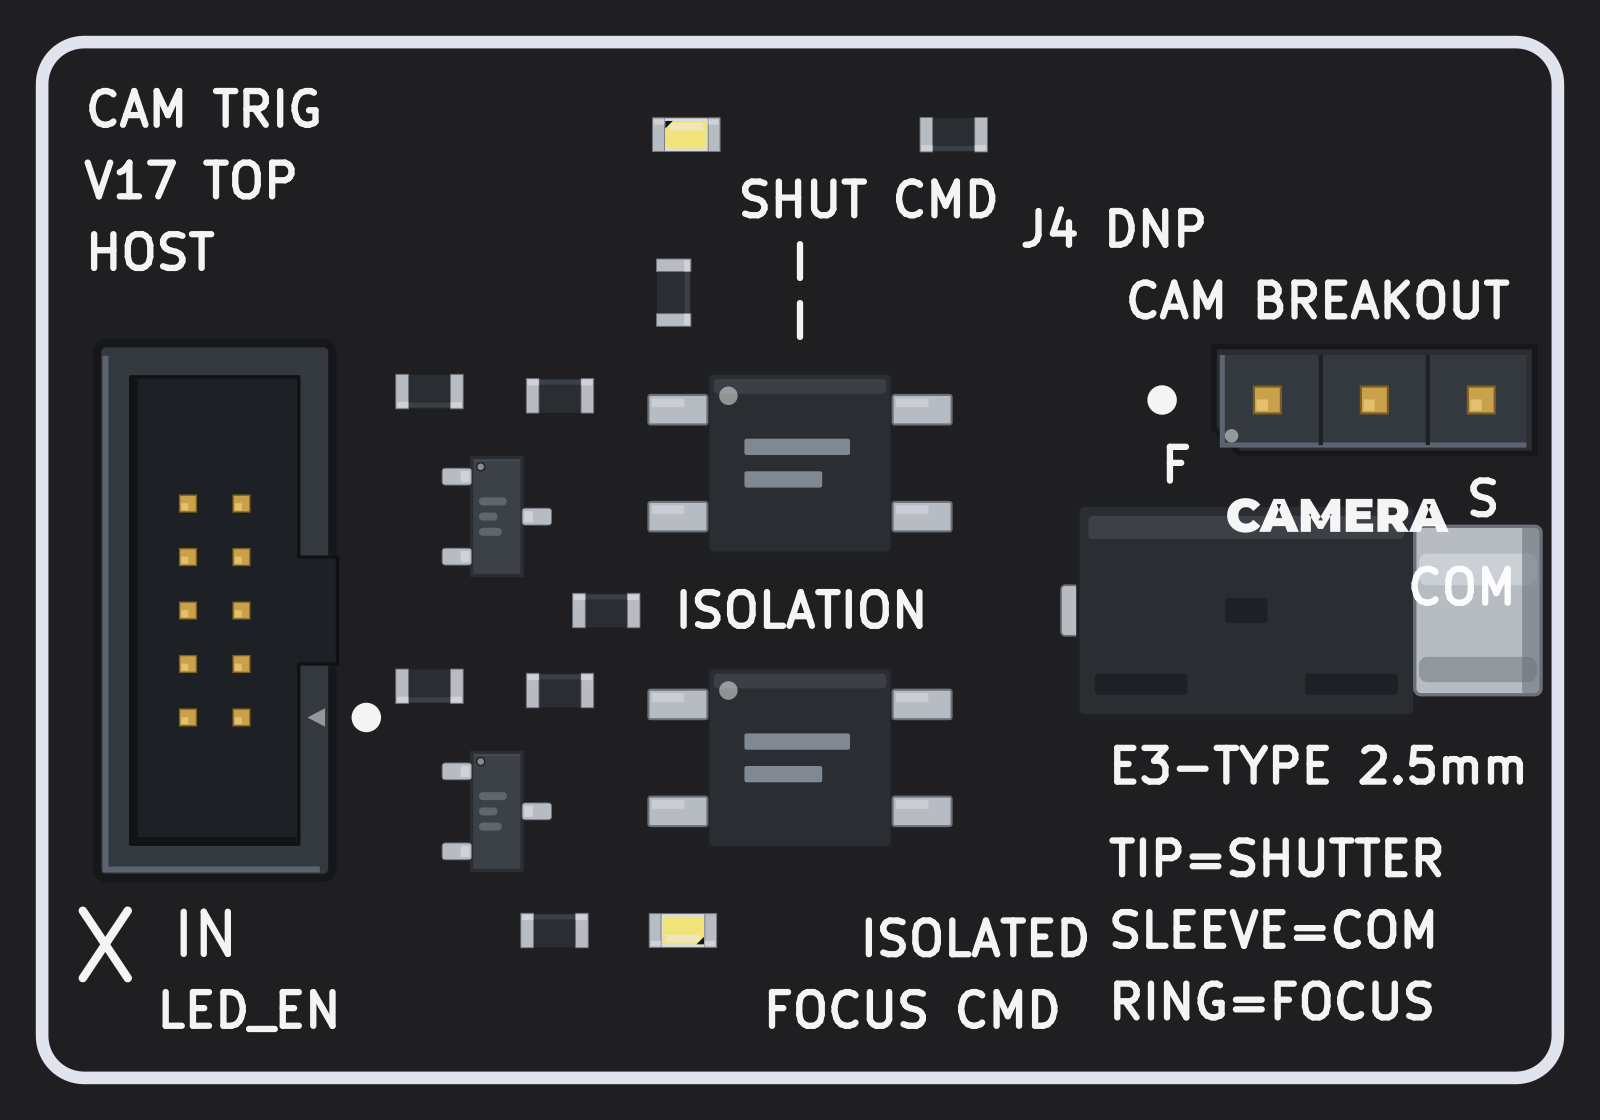 CAM TRIG
V17 TOP
HOST
SHUT CMD
J4 DNP
CAM BREAKOUT
F
S
CAMERA
COM
ISOLATION
E3-TYPE 2.5mm
TIP=SHUTTER
SLEEVE=COM
RING=FOCUS
X IN
LED_EN
ISOLATED
FOCUS CMD